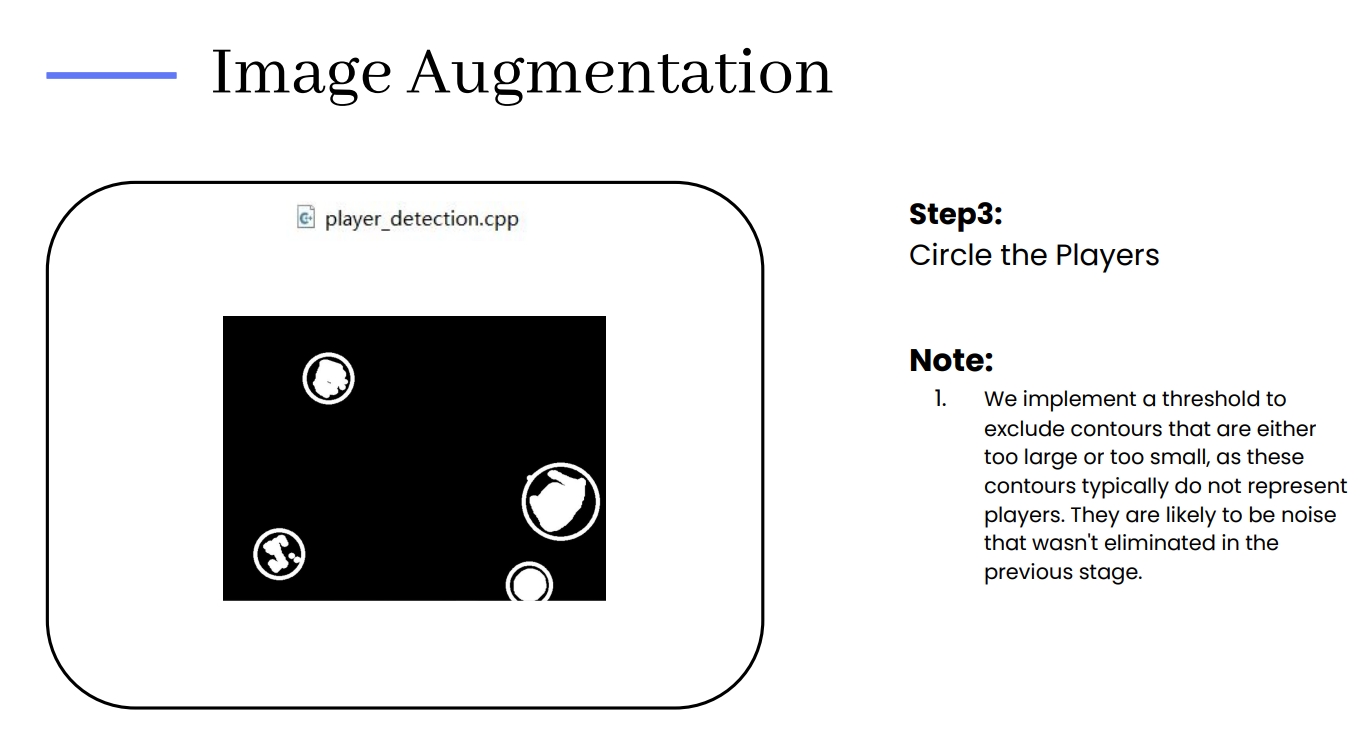 Image Augmentation
player_detection.cpp
Step3:
Circle the Players
Note:
1. We implement a threshold to
exclude contours that are either
too large or too small, as these
contours typically do not represent
players. They are likely to be noise
that wasn't eliminated in the
previous stage.